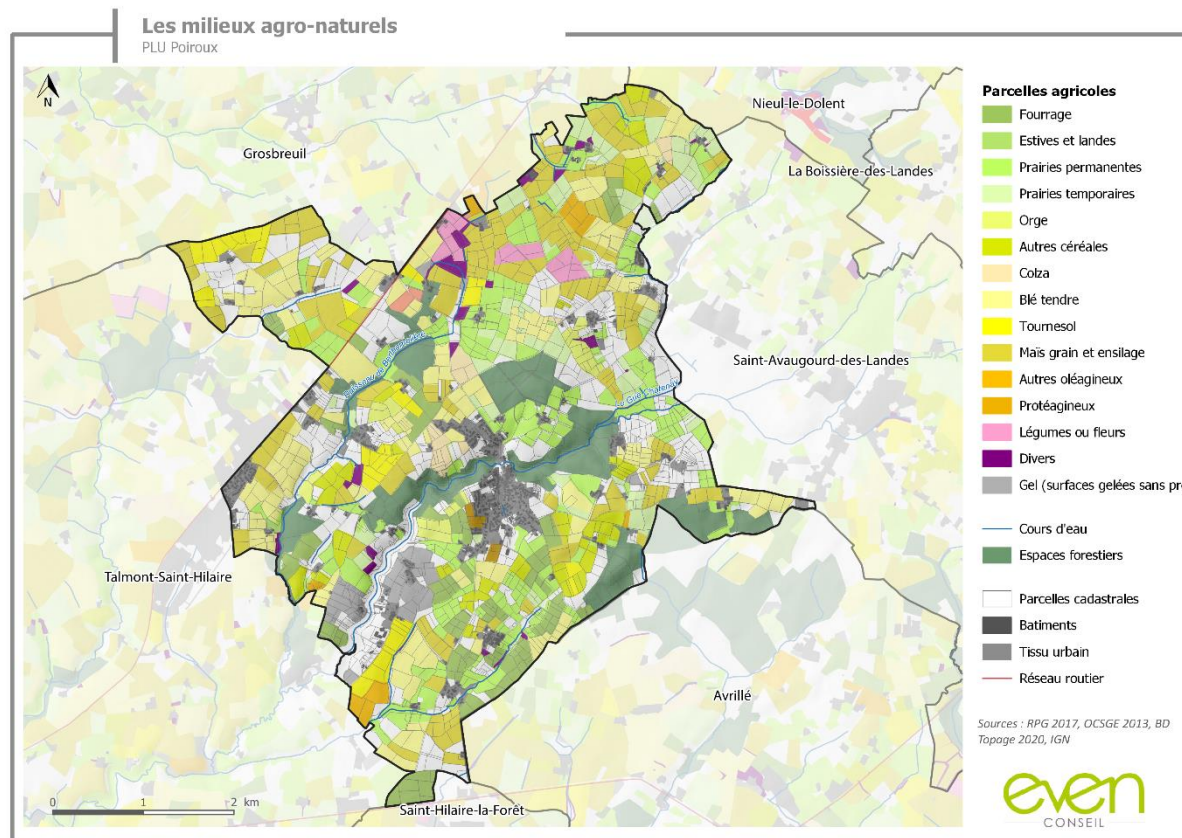 Les milieux agro-naturels
PLU Poiroux
N
Nieul-le-Dolent
Grosbreuil
La Boissière-des-Landes
Saint-Avaugourd-des-Landes
Talmont-Saint-Hilaire
Avrillé
Saint-Hilaire-la-Forêt
0 1 2 km
Parcelles agricoles
Fourrage
Estives et landes
Prairies permanentes
Prairies temporaires
Orge
Autres céréales
Colza
Blé tendre
Tournesol
Maïs grain et ensilage
Autres oléagineux
Protéagineux
Légumes ou fleurs
Divers
Gel (surfaces gelées sans pr
Cours d'eau
Espaces forestiers
Parcelles cadastrales
Batiments
Tissu urbain
Réseau routier
Sources : RPG 2017, OCSGE 2013, BD
Topage 2020, IGN
even
CONSEIL